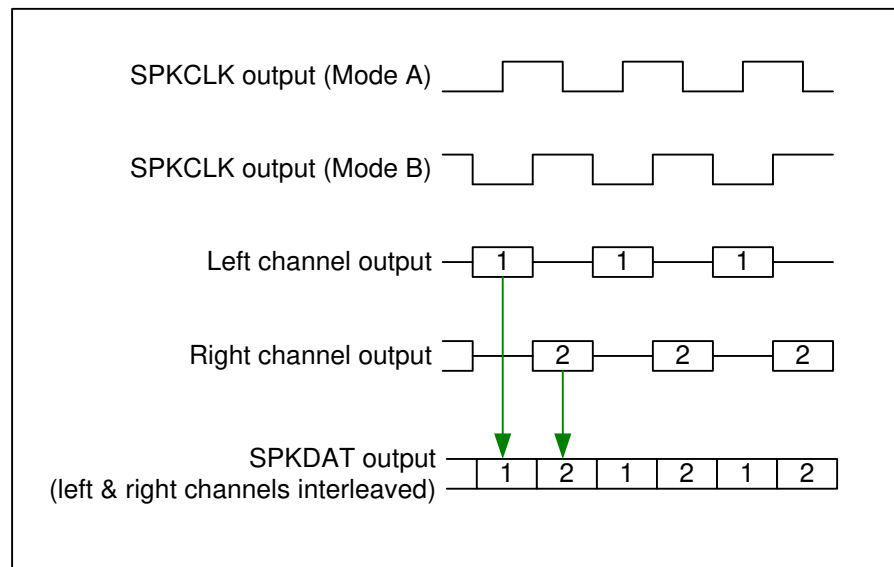 SPKCLK output (Mode A)
SPKCLK output (Mode B)
Left channel output
1 1 1
Right channel output
2 2 2
SPKDAT output
(left & right channels interleaved)
1 2 1 2 1 2